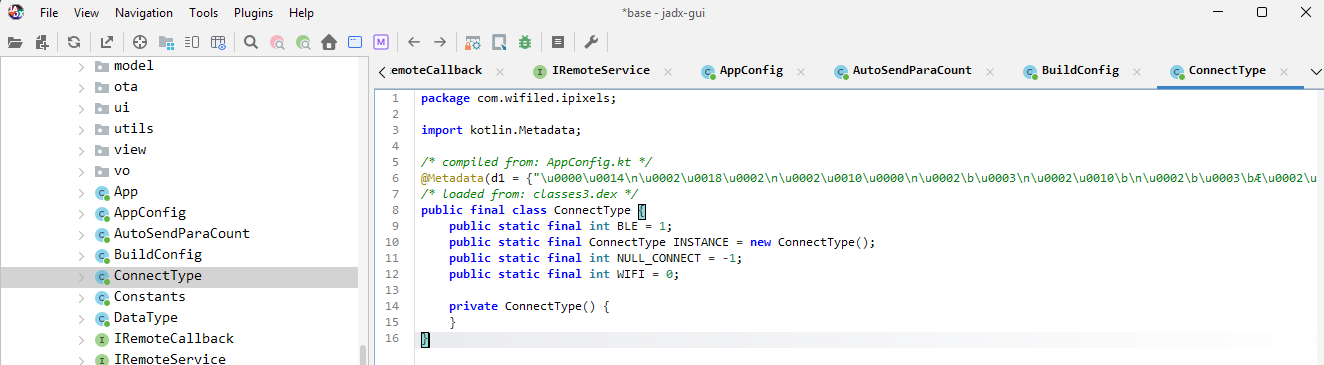 *base - jadx-gui
File View Navigation Tools Plugins Help
model
ota
ui
utils
view
vo
App
AppConfig
AutoSendParaCount
BuildConfig
ConnectType
Constants
DataType
IRemoteCallback
IRemoteService
emoteCallback IRemoteService AppConfig AutoSendParaCount BuildConfig ConnectType
1 package com.wifiled.ipixels;
2
3 import kotlin.Metadata;
4
5 /* compiled from: AppConfig.kt */
6 @Metadata(d1 = {"\u0000\u0014\n\u0002\u0018\u0002\n\u0002\u0010\u0000\n\u0002\b\u0003\n\u0002\u0010\b\n\u0002\b\u0003\bÆ\u0002\u
7 /* loaded from: classes3.dex */
8 public final class ConnectType {
9 public static final int BLE = 1;
10 public static final ConnectType INSTANCE = new ConnectType();
11 public static final int NULL_CONNECT = -1;
12 public static final int WIFI = 0;
13
14 private ConnectType() {
15 }
16 }